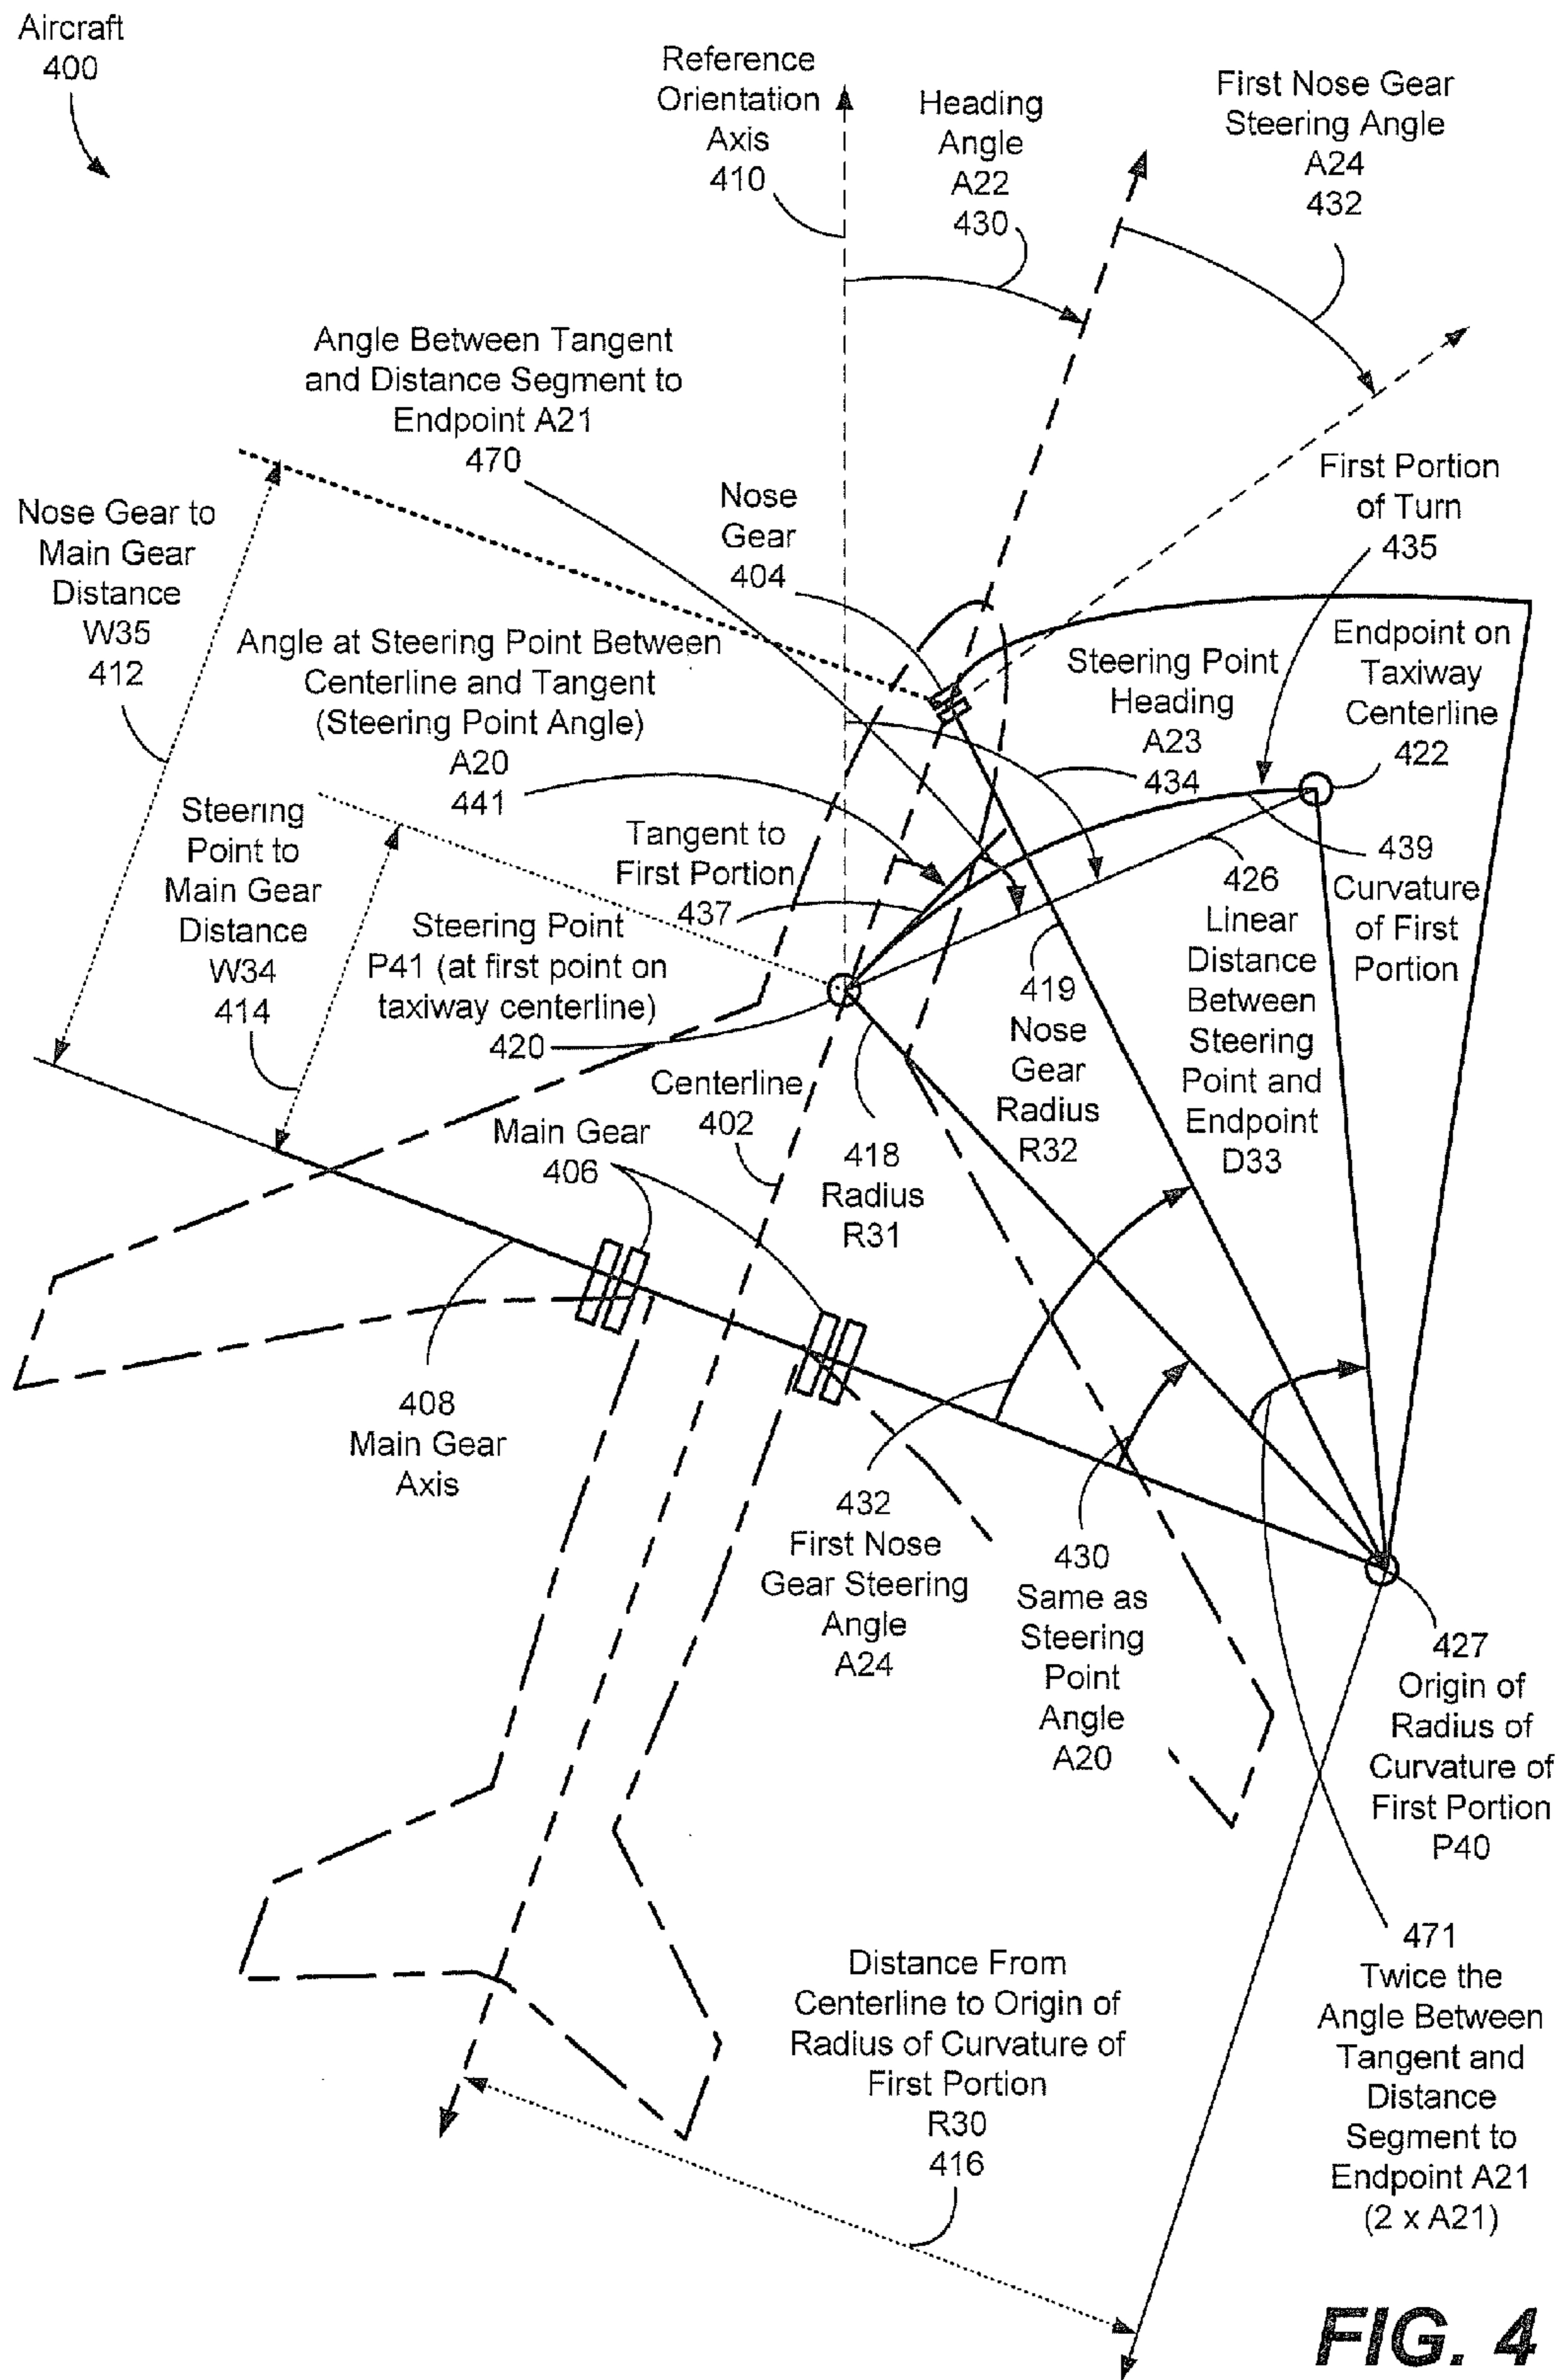 Aircraft
400
Reference
Orientation
Axis
410
Heading
Angle
A22
430
First Nose Gear
Steering Angle
A24
432
Angle Between Tangent
and Distance Segment to
Endpoint A21
470
Nose
Gear
404
First Portion
of Turn
435
Nose Gear to
Main Gear
Distance
W35
412
Angle at Steering Point Between
Centerline and Tangent
(Steering Point Angle)
A20
441
Steering Point
Heading
A23
434
Endpoint on
Taxiway
Centerline
422
Steering
Point to
Main Gear
Distance
W34
414
Tangent to
First Portion
437
Steering Point
P41 (at first point on
taxiway centerline)
420
439
Curvature
of First
Portion
426
Linear
Distance
Between
Steering
Point and
Endpoint
D33
419
Nose
Gear
Radius
R32
Centerline
402
Main Gear
406
418
Radius
R31
408
Main Gear
Axis
432
First Nose
Gear Steering
Angle
A24
430
Same as
Steering
Point
Angle
A20
427
Origin of
Radius of
Curvature of
First Portion
P40
471
Twice the
Angle Between
Tangent and
Distance
Segment to
Endpoint A21
(2 x A21)
Distance From
Centerline to Origin of
Radius of Curvature of
First Portion
R30
416
FIG. 4